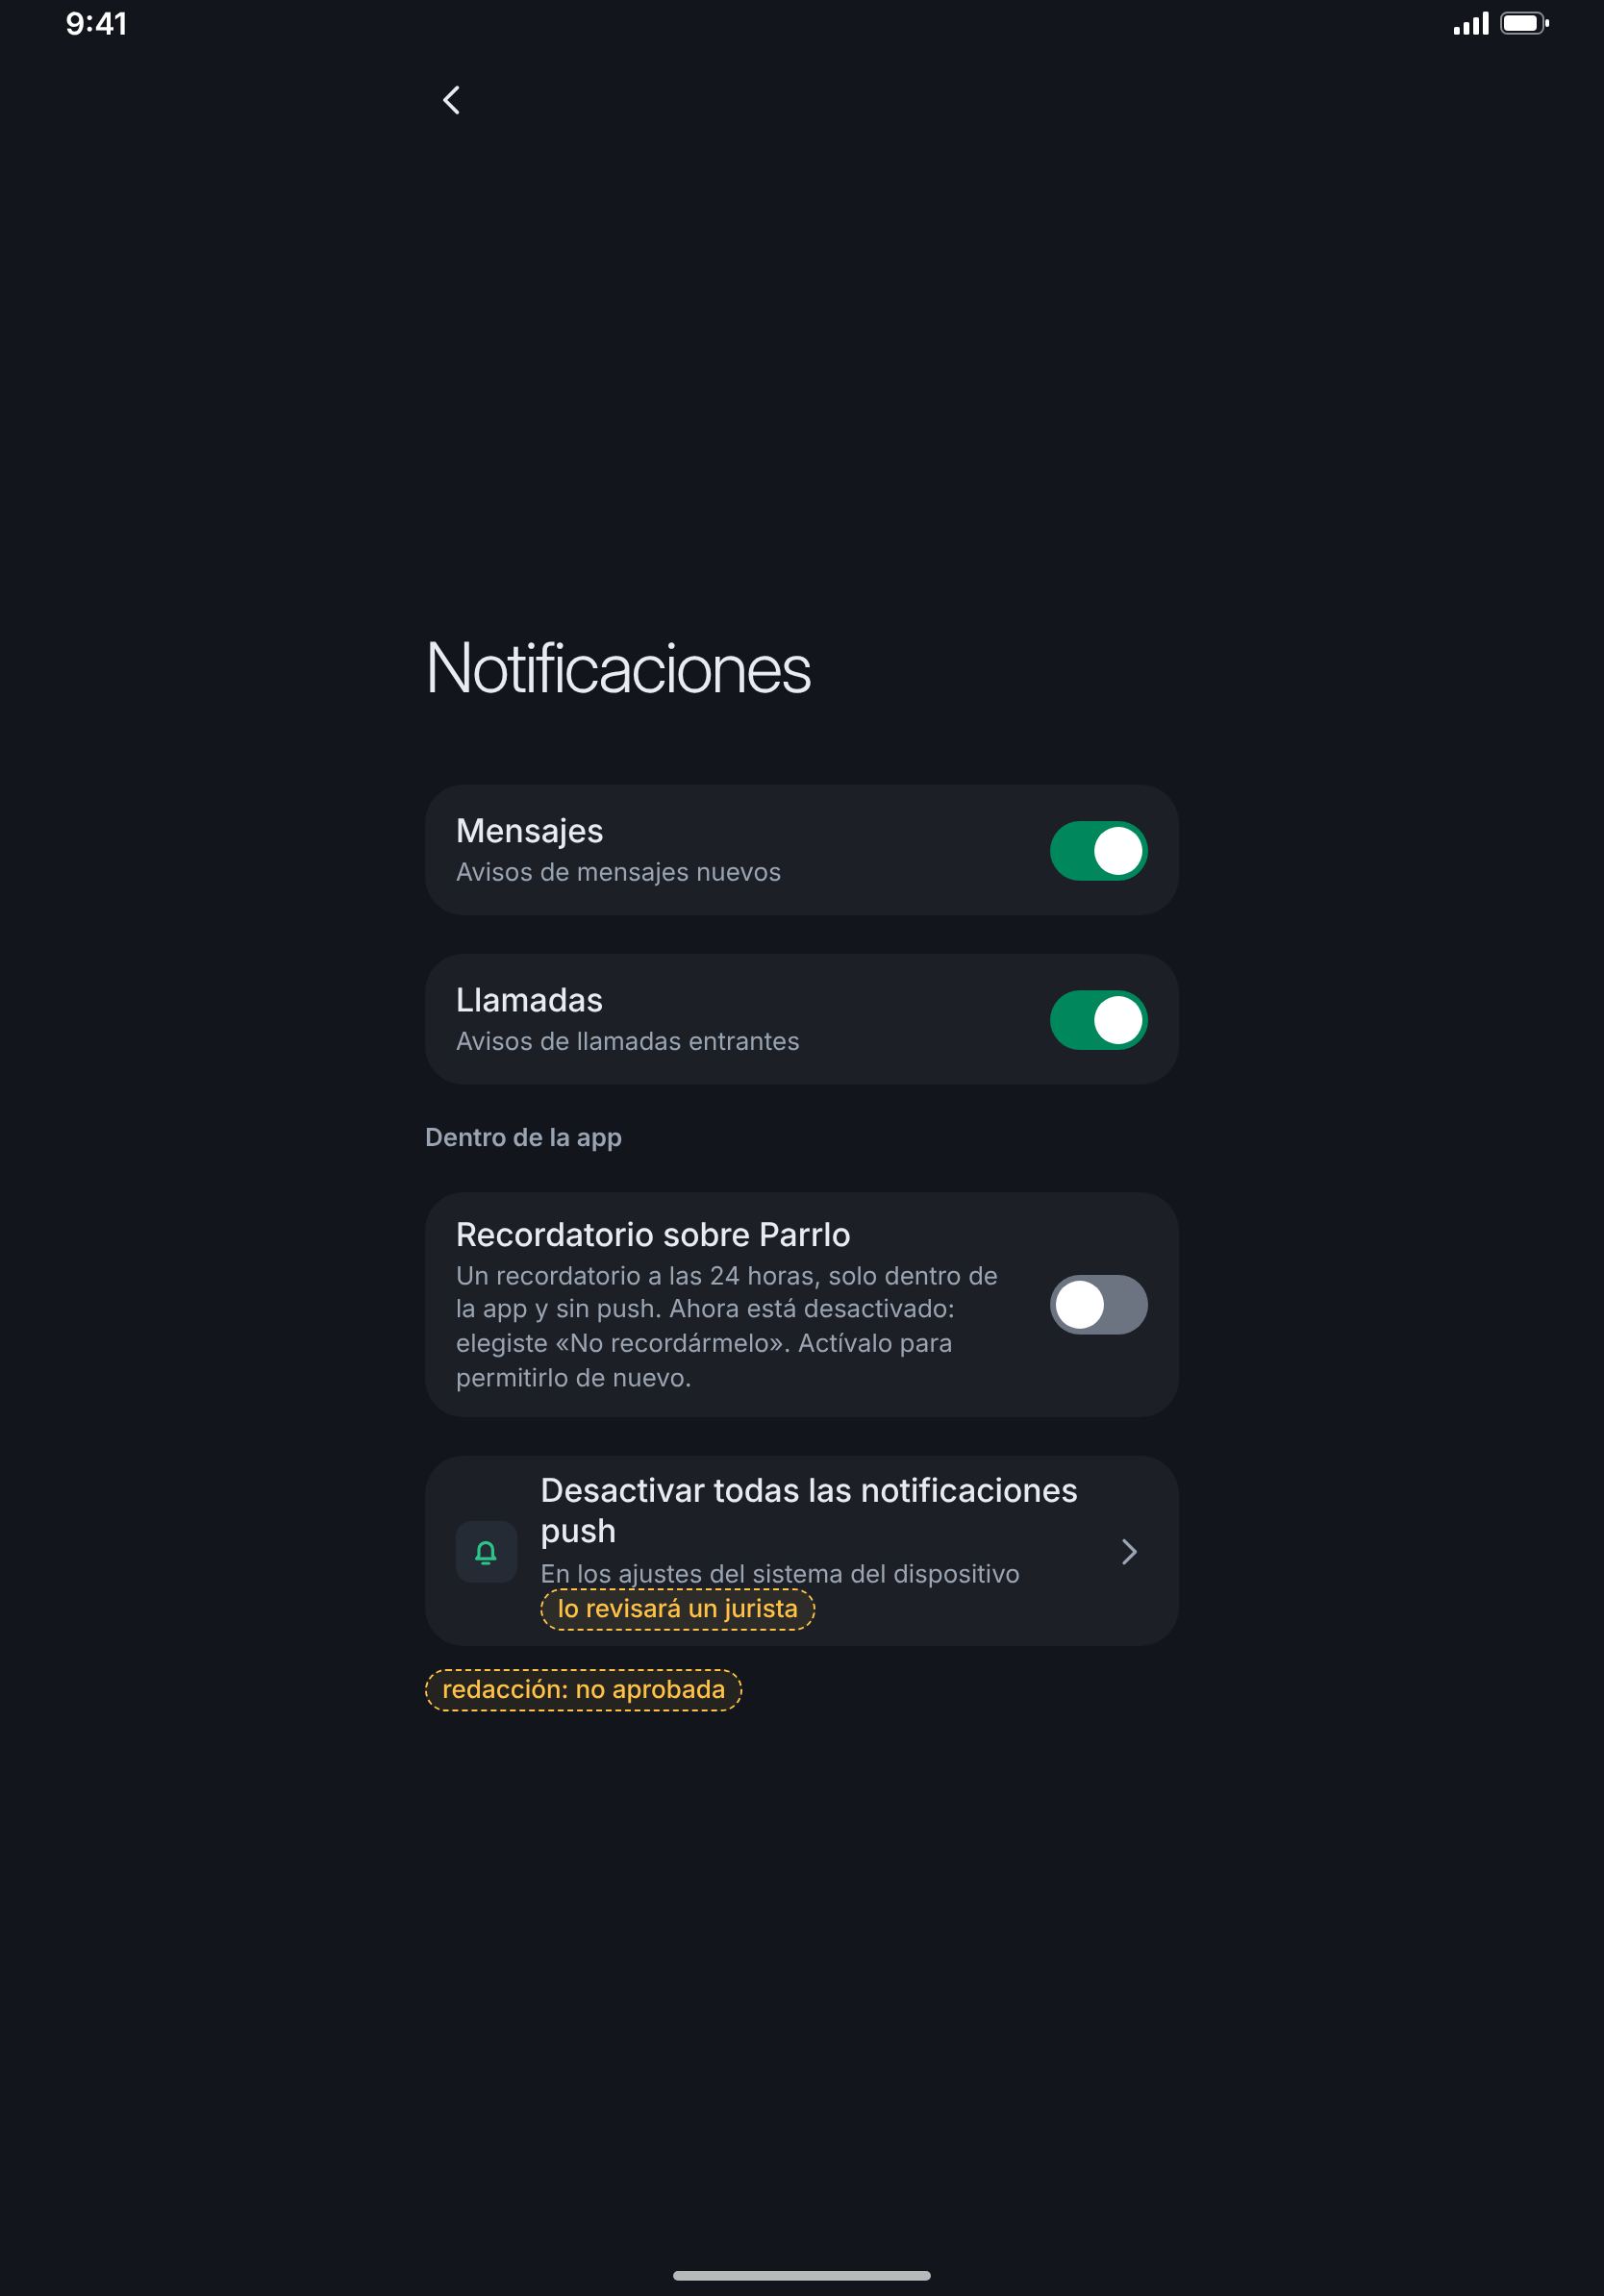 9:41
Notificaciones
Mensajes
Avisos de mensajes nuevos
Llamadas
Avisos de llamadas entrantes
Dentro de la app
Recordatorio sobre Parrlo
Un recordatorio a las 24 horas, solo dentro de
la app y sin push. Ahora está desactivado:
elegiste «No recordármelo». Actívalo para
permitirlo de nuevo.
Desactivar todas las notificaciones
push
En los ajustes del sistema del dispositivo
lo revisará un jurista
redacción: no aprobada